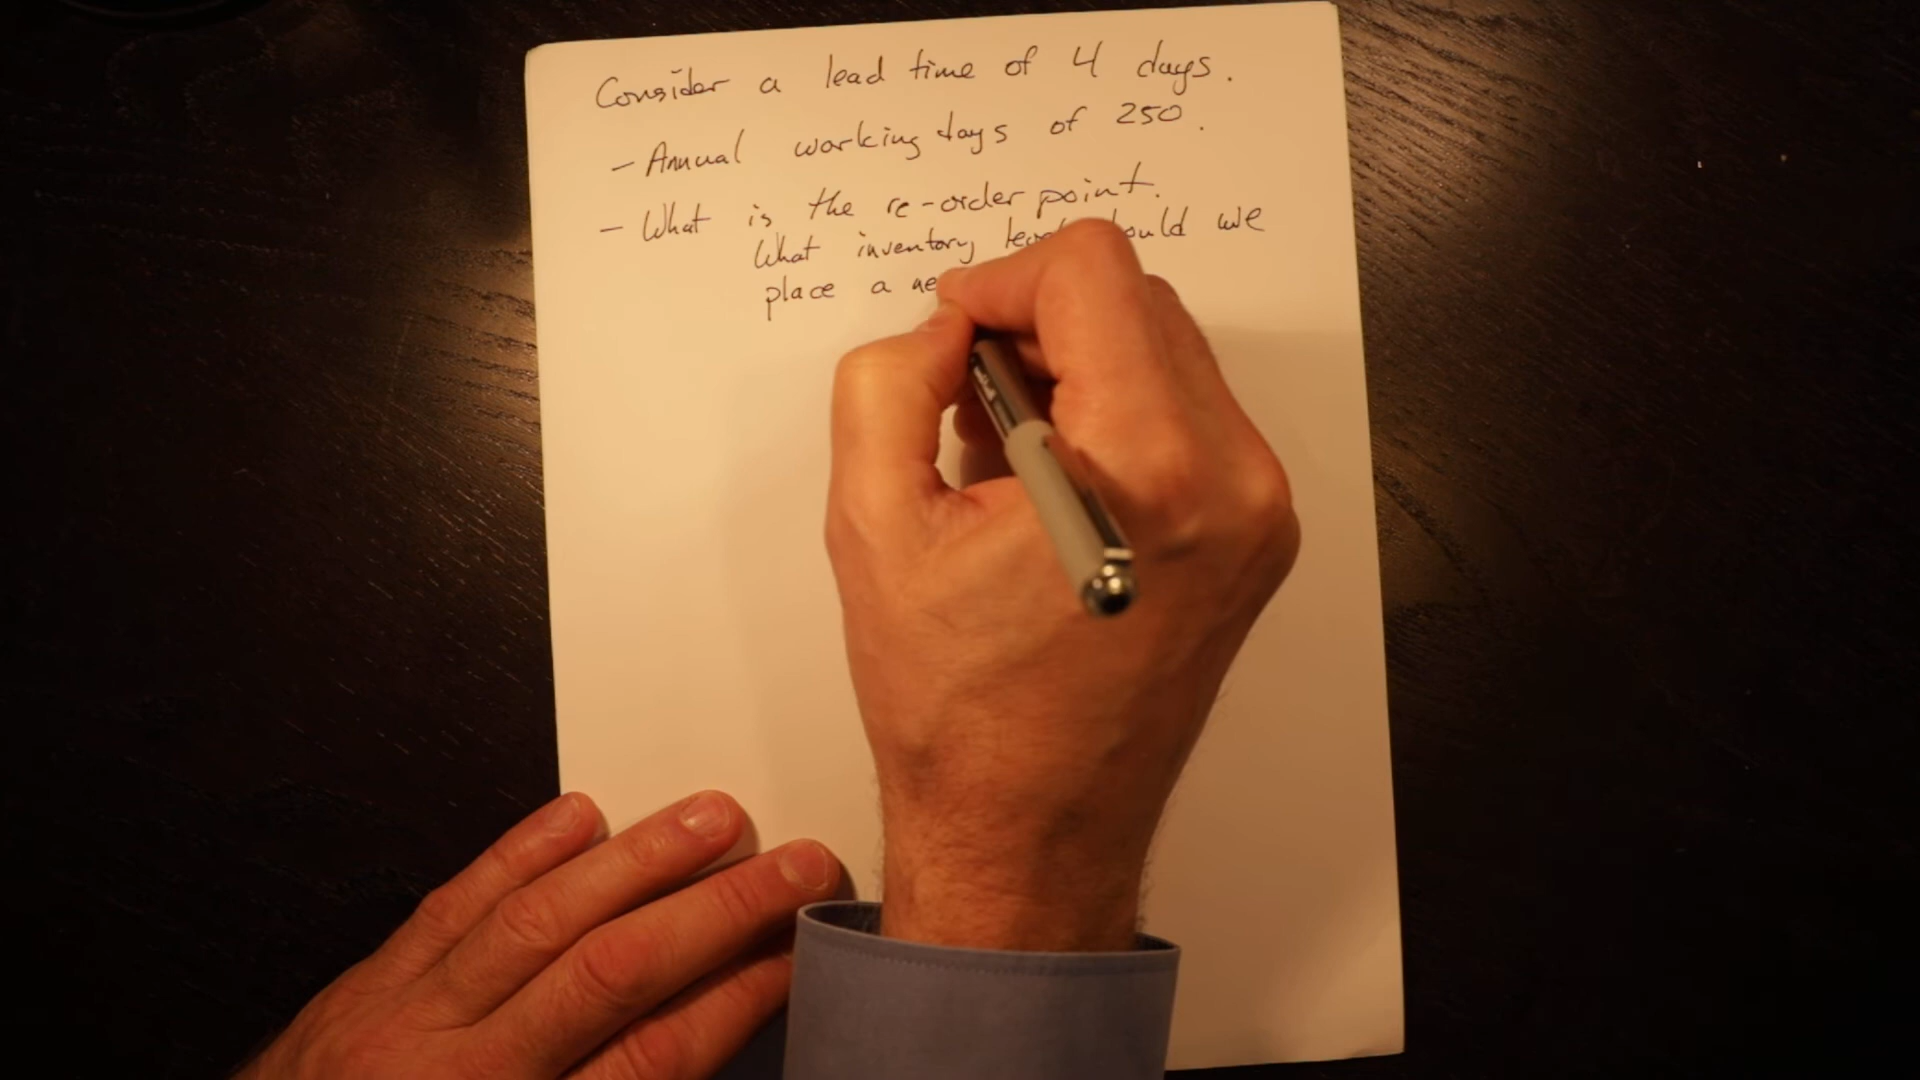 Consider a lead time of 4 days.
- Annual working days of 250.
- What is the re-order point.
What inventory we
place a